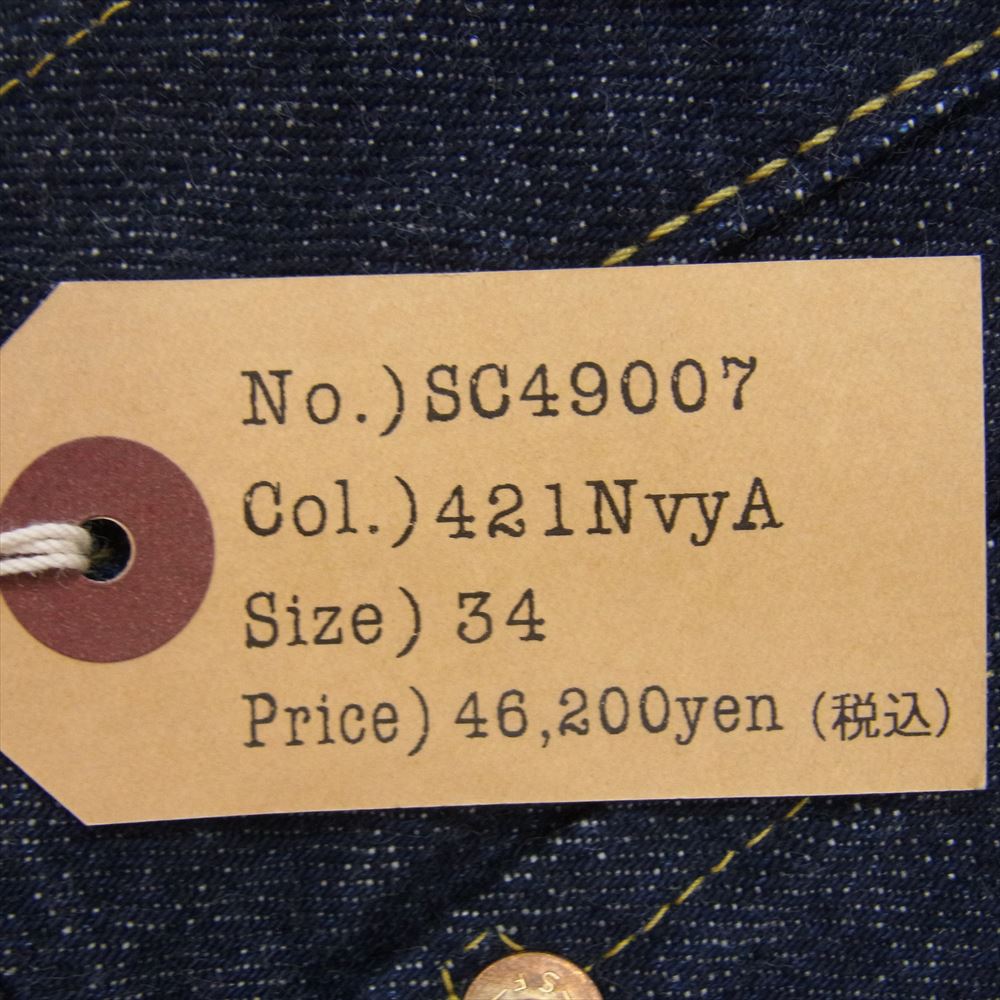 No.)SC49007
Col.)421NvyA
Size) 34
Price) 46,200yen (税込)